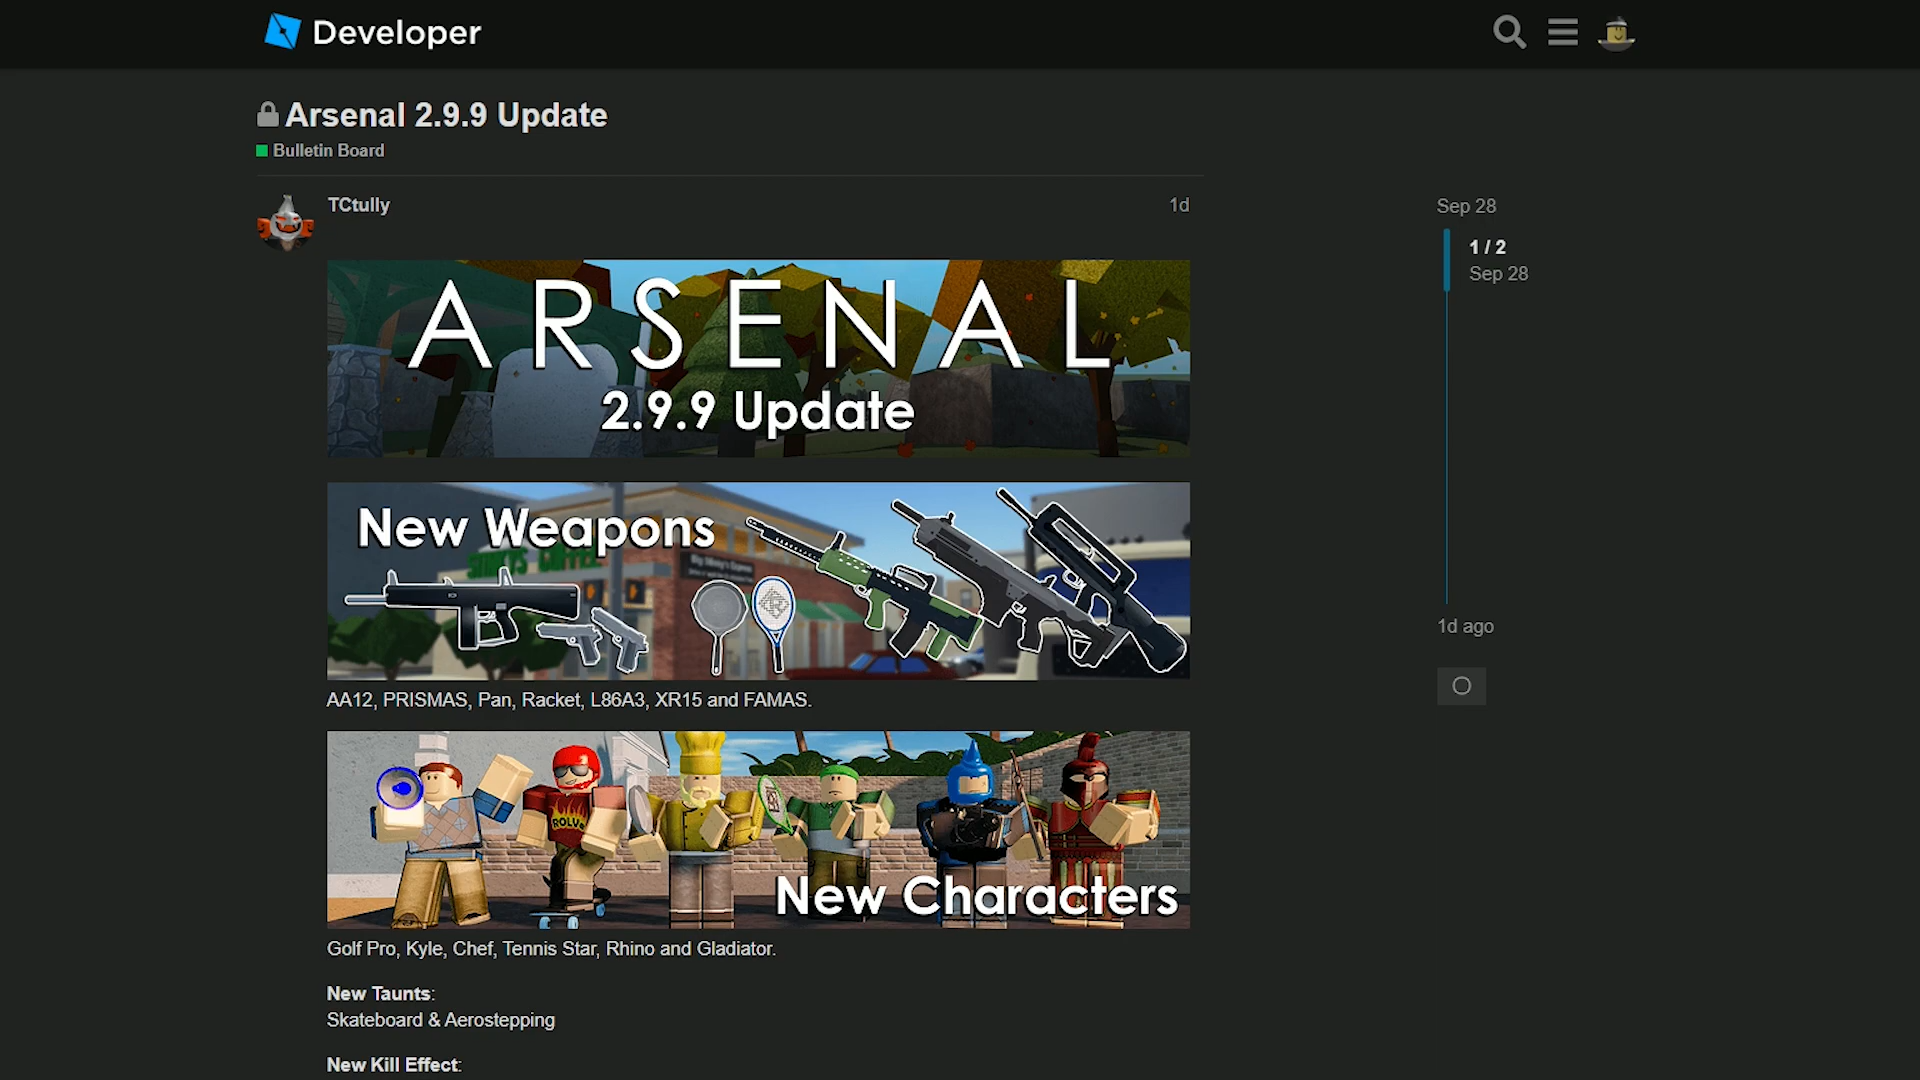 Developer
Arsenal 2.9.9 Update
Bulletin Board
TCtully
1d
Sep 28
1 / 2
Sep 28
ARSENAL
2.9.9 Update
New Weapons
1d ago
AA12, PRISMAS, Pan, Racket, L86A3, XR15 and FAMAS.
ROLVe
New Characters
Golf Pro, Kyle, Chef, Tennis Star, Rhino and Gladiator.
New Taunts:
Skateboard & Aerostepping
New Kill Effect: